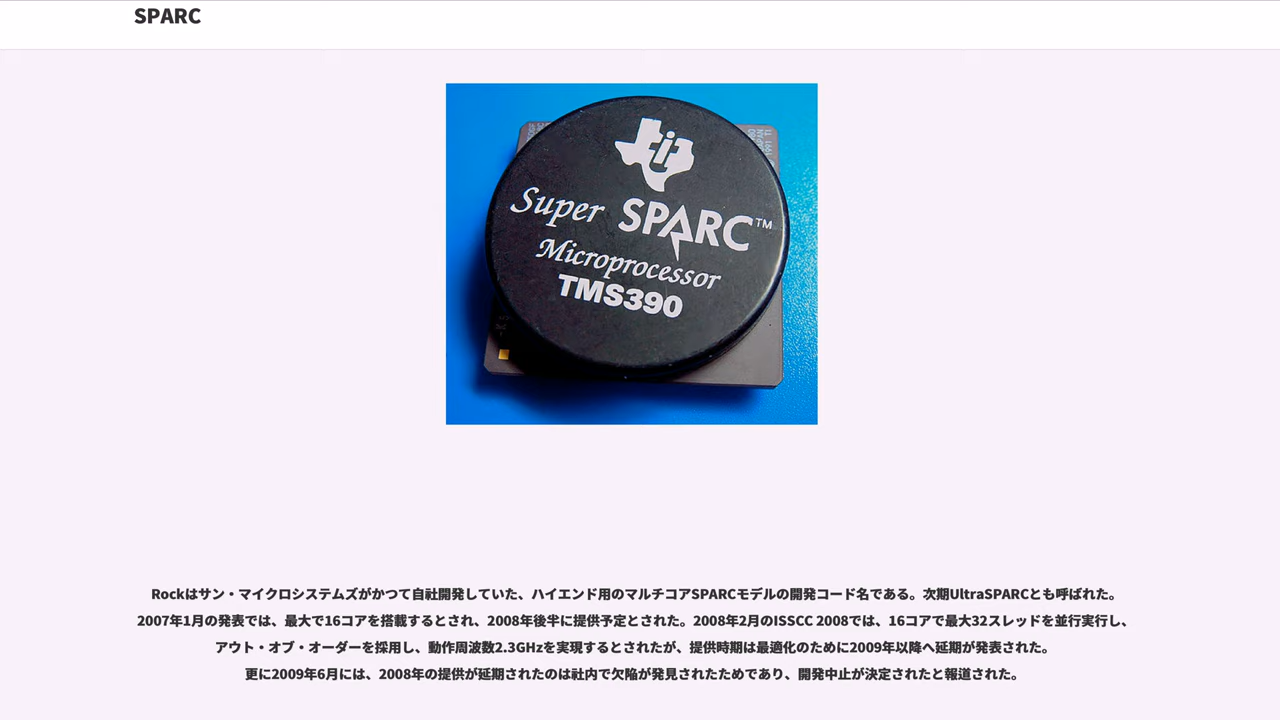 SPARC
Super SPARC™
Microprocessor
TMS390
Rockはサン・マイクロシステムズがかつて自社開発していた、ハイエンド用のマルチコアSPARCモデルの開発コード名である。次期UltraSPARCとも呼ばれた。
2007年1月の発表では、最大で16コアを搭載するとされ、2008年後半に提供予定とされた。2008年2月のISSCC 2008では、16コアで最大32スレッドを並行実行し、
アウト・オブ・オーダーを採用し、動作周波数2.3GHzを実現するとされたが、提供時期は最適化のために2009年以降へ延期が発表された。
更に2009年6月には、2008年の提供が延期されたのは社内で欠陥が発見されたためであり、開発中止が決定されたと報道された。